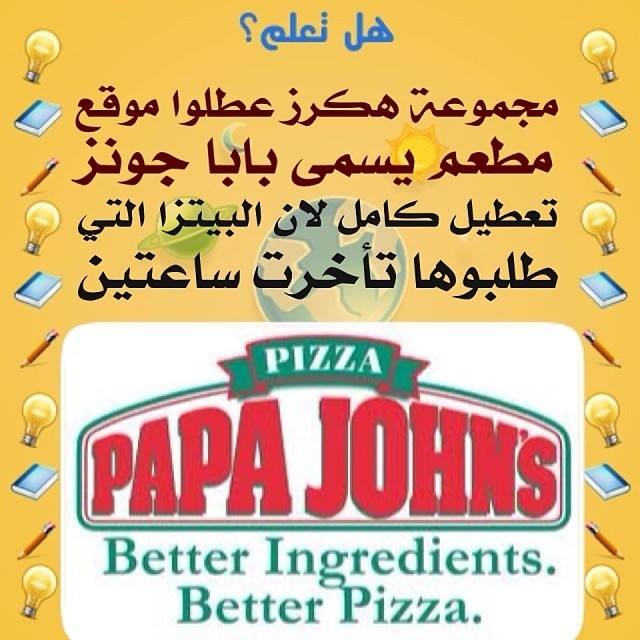 هل تعلم؟
مجموعة هكرز عطلوا موقع
مطعم يسمى بابا جونز
تعطيل كامل لان البيتزا التي
طلبوها تأخرت ساعتين
PIZZA
PAPA JOHN'S
Better Ingredients.
Better Pizza.